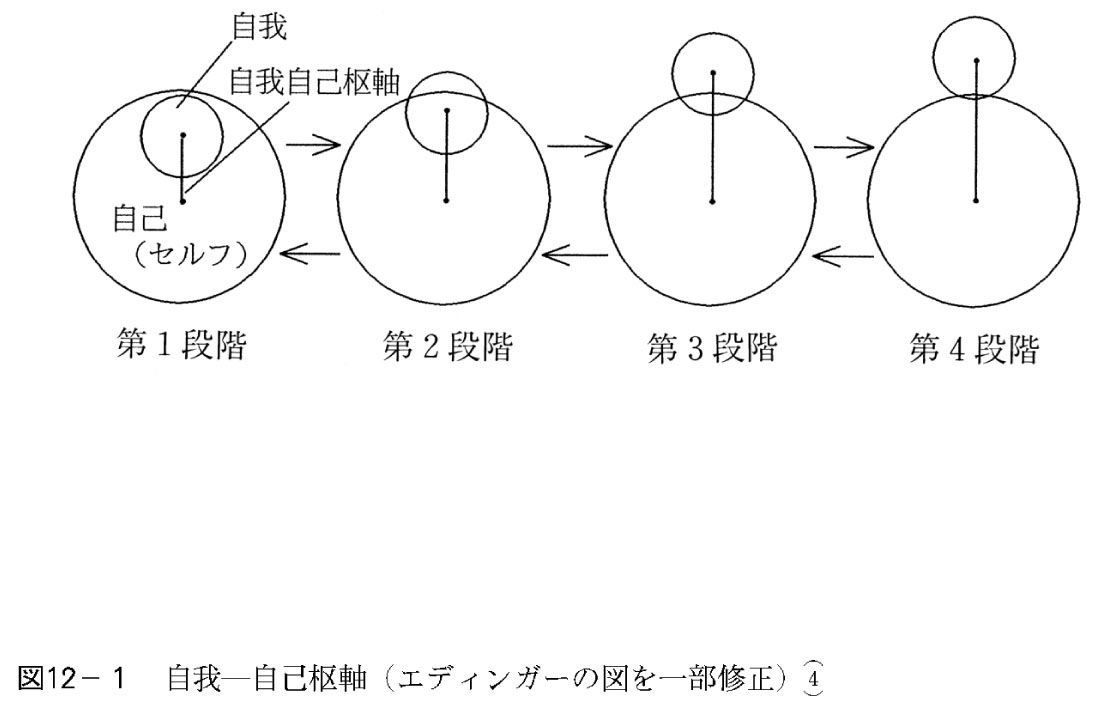 自我
自我自己枢軸
自己
（セルフ）
第１段階
第２段階
第３段階
第４段階
図12－1　自我―自己枢軸（エディンガーの図を一部修正）(4)